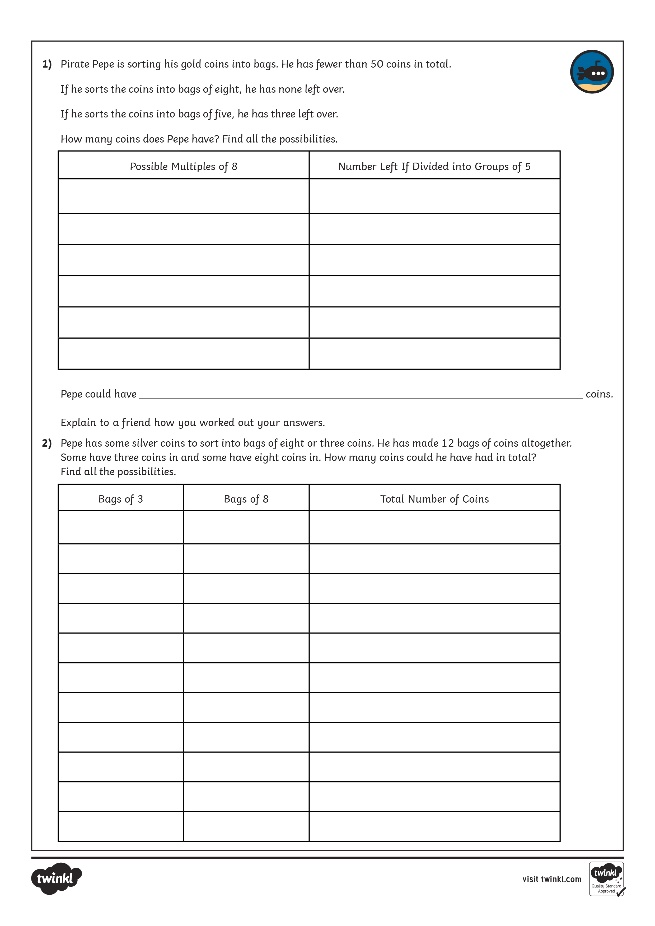 1) Pirate Pepe is sorting his gold coins into bags. He has fewer than 50 coins in total.
If he sorts the coins into bags of eight, he has none left over.
If he sorts the coins into bags of five, he has three left over.
How many coins does Pepe have? Find all the possibilities.
Possible Multiples of 8 Number Left If Divided into Groups of 5
Pepe could have ______ coins.
Explain to a friend how you worked out your answers.
2) Pepe has some silver coins to sort into bags of eight or three coins. He has made 12 bags of coins altogether.
Some have three coins in and some have eight coins in. How many coins could he have had in total?
Find all the possibilities.
Bags of 3 Bags of 8 Total Number of Coins
twinkl
visit twinkl.com
twinkl
Quality Standard
Approved